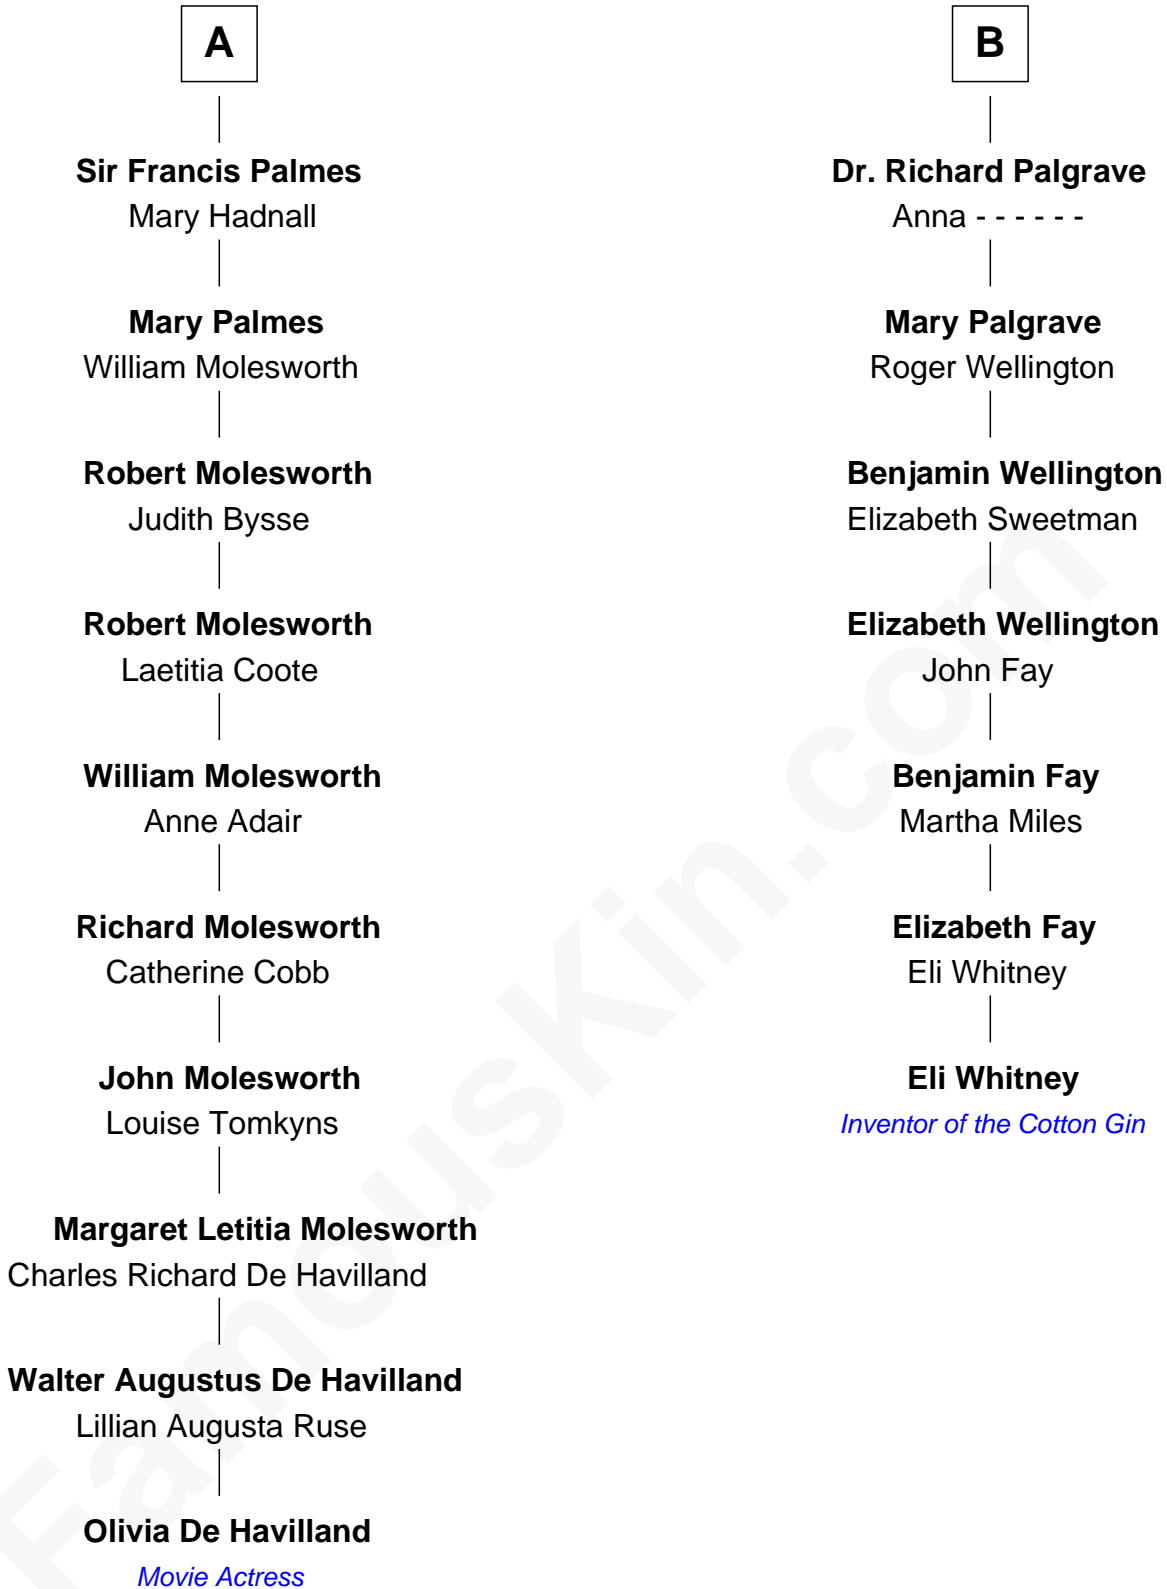 A
Sir Francis Palmes
Mary Hadnall
Mary Palmes
William Molesworth
Robert Molesworth
Judith Bysse
Robert Molesworth
Laetitia Coote
William Molesworth
Anne Adair
Richard Molesworth
Catherine Cobb
John Molesworth
Louise Tomkyns
Margaret Letitia Molesworth
Charles Richard De Havilland
Walter Augustus De Havilland
Lillian Augusta Ruse
Olivia De Havilland
Movie Actress
B
Dr. Richard Palgrave
Anna - - - - - -
Mary Palgrave
Roger Wellington
Benjamin Wellington
Elizabeth Sweetman
Elizabeth Wellington
John Fay
Benjamin Fay
Martha Miles
Elizabeth Fay
Eli Whitney
Eli Whitney
Inventor of the Cotton Gin
FamousKin.com